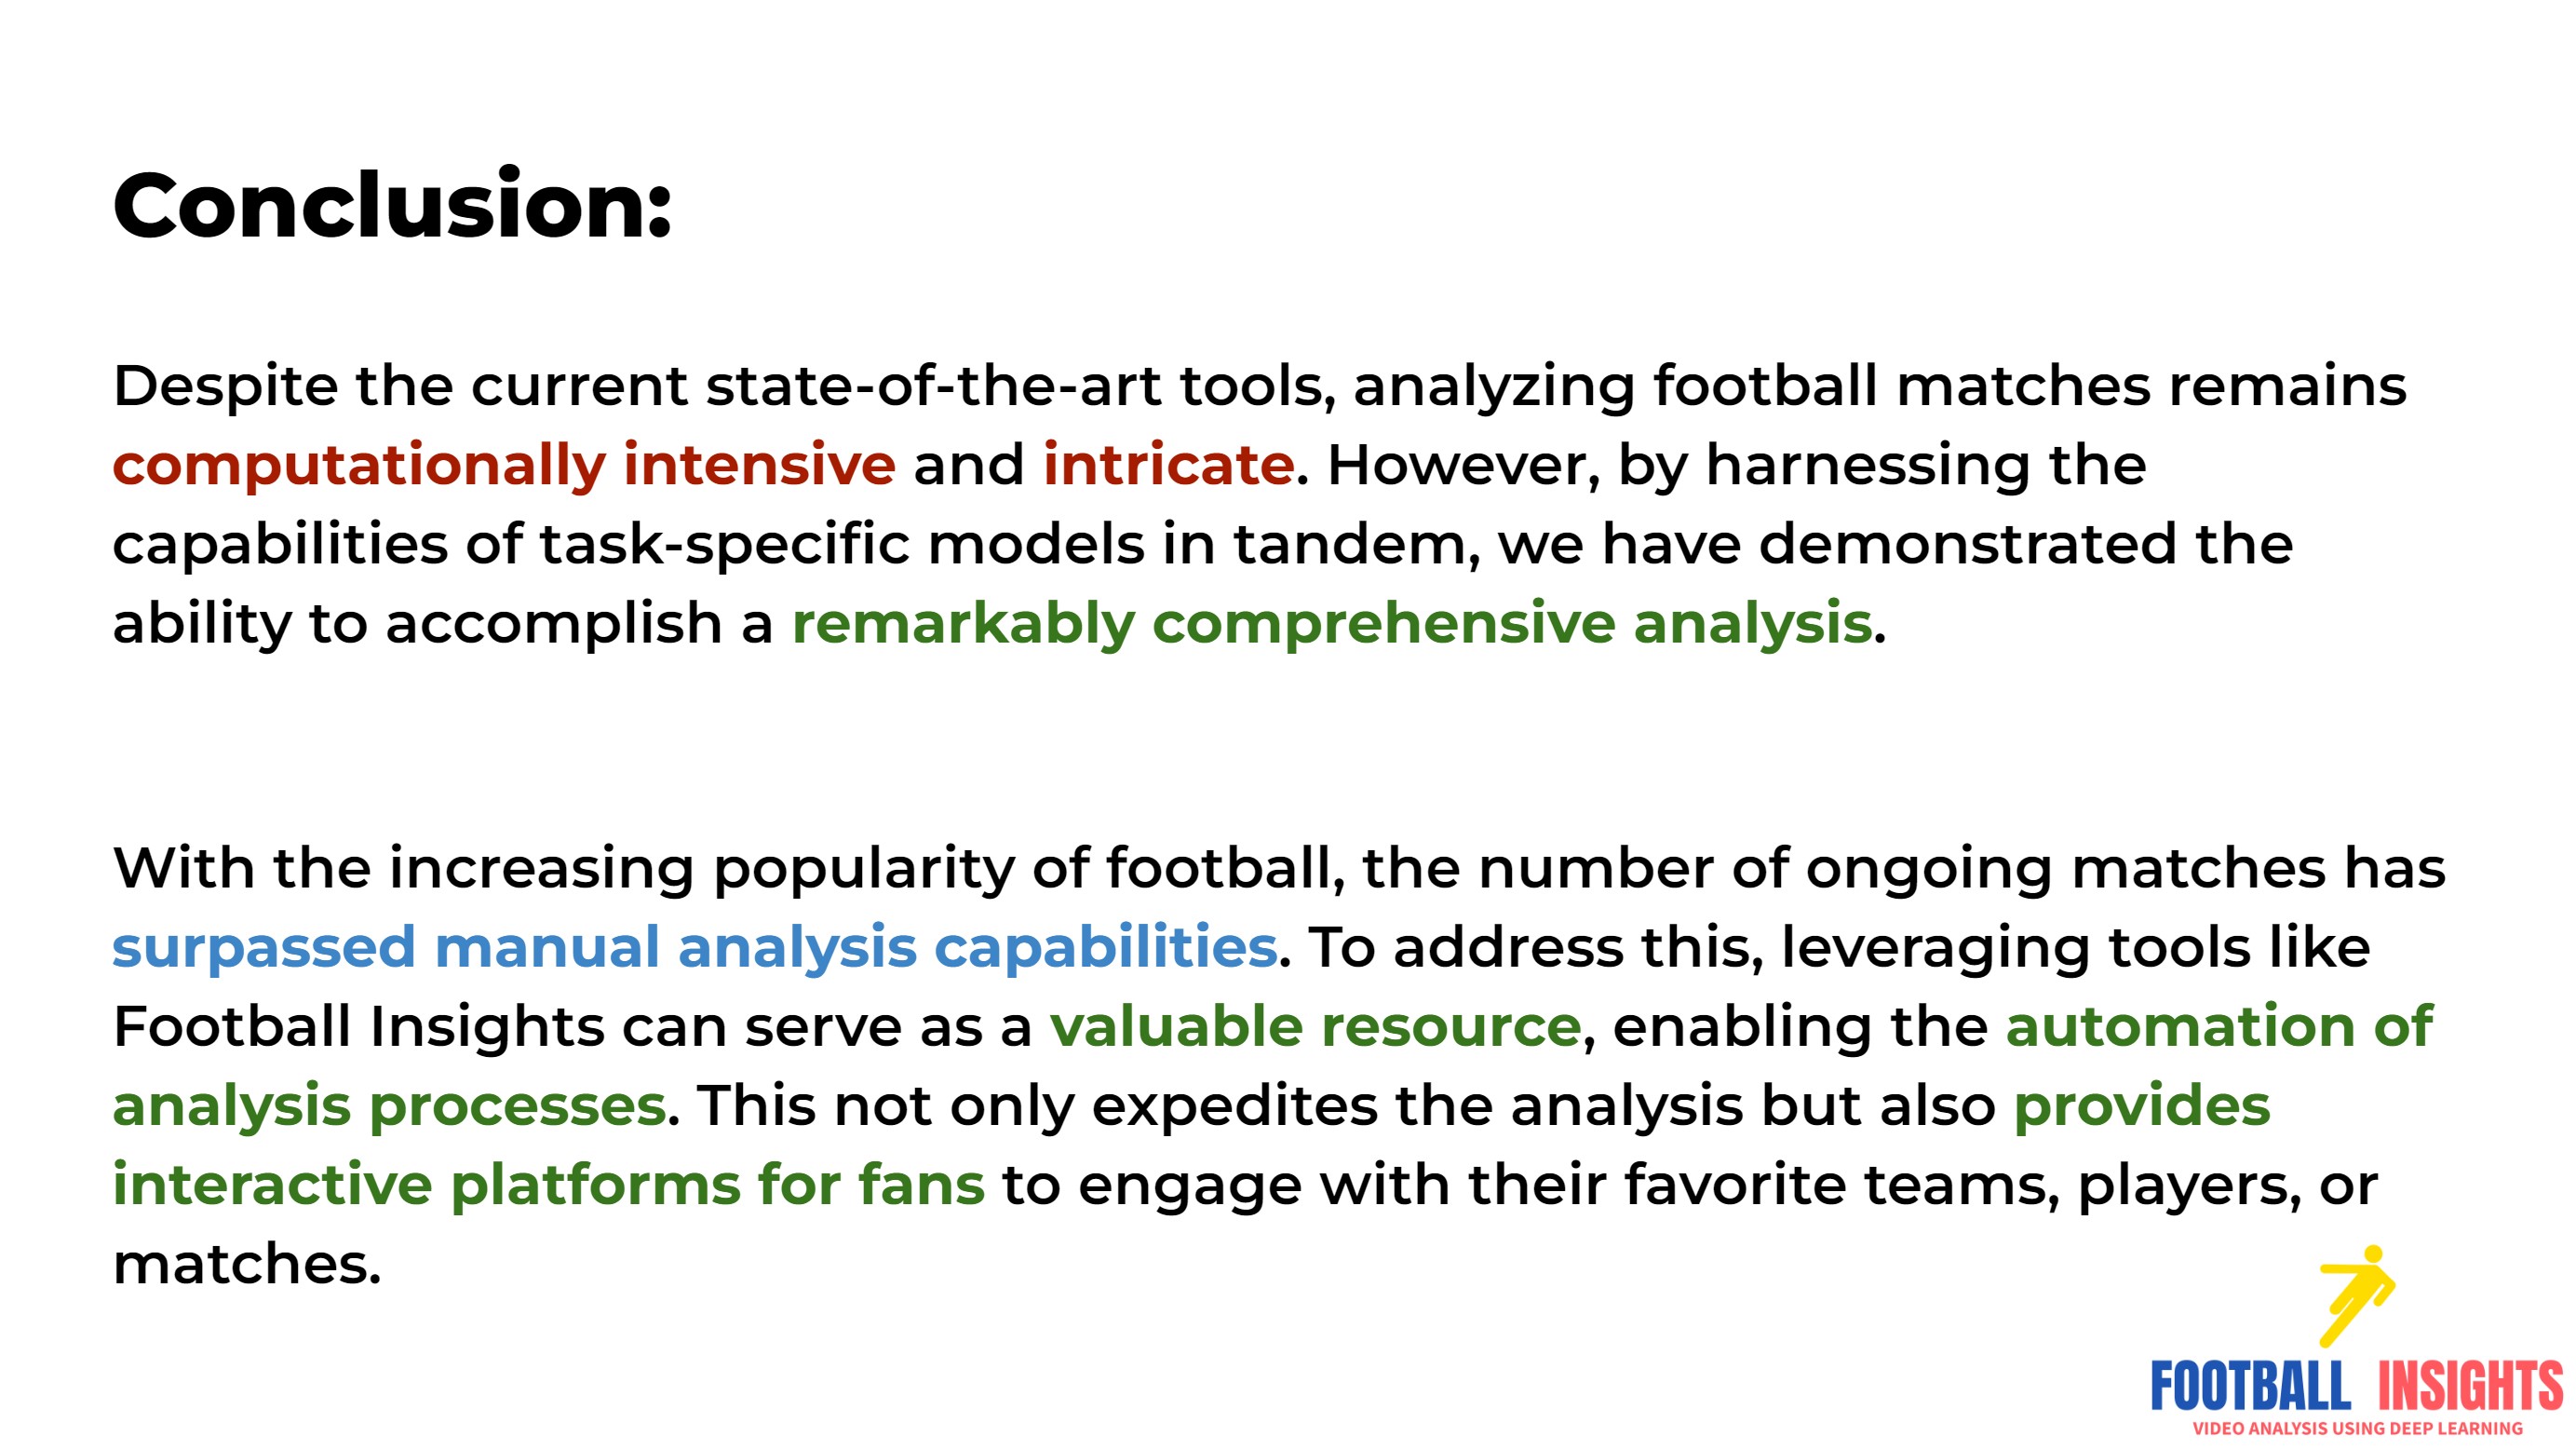 Conclusion:
Despite the current state-of-the-art tools, analyzing football matches remains
computationally intensive and intricate. However, by harnessing the
capabilities of task-specific models in tandem, we have demonstrated the
ability to accomplish a remarkably comprehensive analysis.
With the increasing popularity of football, the number of ongoing matches has
surpassed manual analysis capabilities. To address this, leveraging tools like
Football Insights can serve as a valuable resource, enabling the automation of
analysis processes. This not only expedites the analysis but also provides
interactive platforms for fans to engage with their favorite teams, players, or
matches.
FOOTBALL INSIGHTS
VIDEO ANALYSIS USING DEEP LEARNING